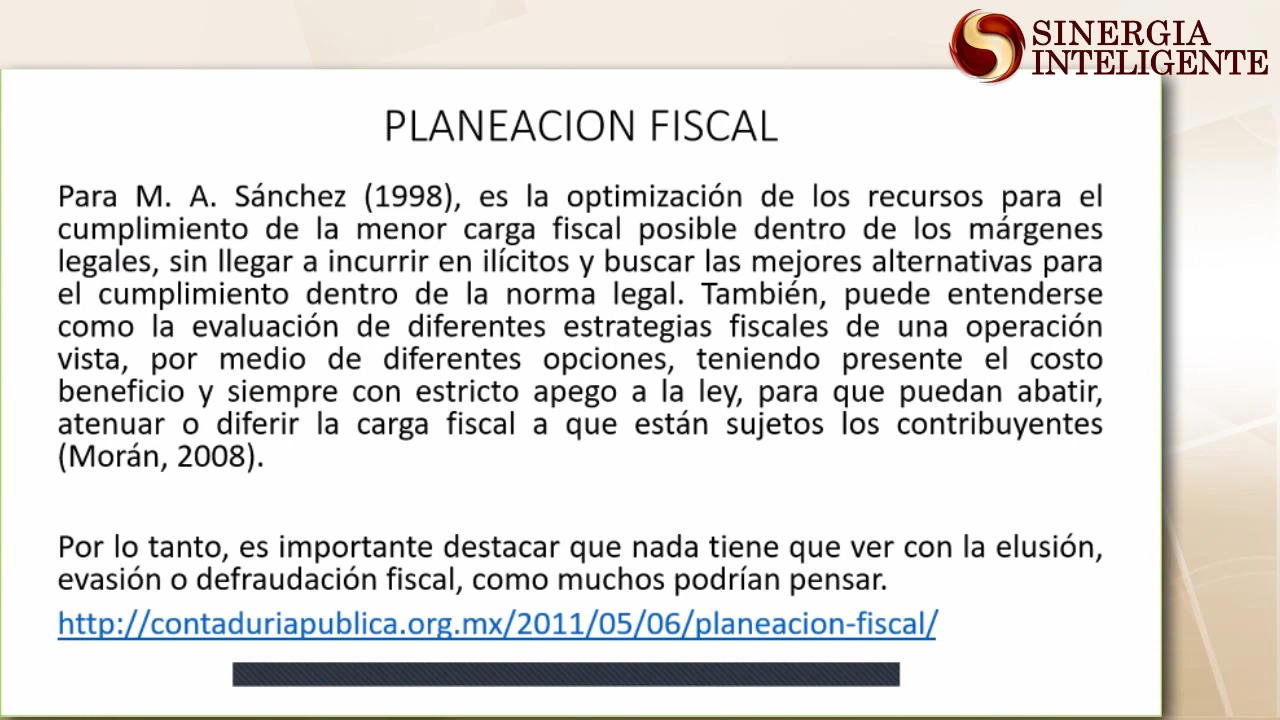 SINERGIA
INTELIGENTE
PLANEACION FISCAL
Para M. A. Sánchez (1998), es la optimización de los recursos para el
cumplimiento de la menor carga fiscal posible dentro de los márgenes
legales, sin llegar a incurrir en ilícitos y buscar las mejores alternativas para
el cumplimiento dentro de la norma legal. También, puede entenderse
como la evaluación de diferentes estrategias fiscales de una operación
vista, por medio de diferentes opciones, teniendo presente el costo
beneficio y siempre con estricto apego a la ley, para que puedan abatir,
atenuar o diferir la carga fiscal a que están sujetos los contribuyentes
(Morán, 2008).
Por lo tanto, es importante destacar que nada tiene que ver con la elusión,
evasión o defraudación fiscal, como muchos podrían pensar.
http://contaduriapublica.org.mx/2011/05/06/planeacion-fiscal/